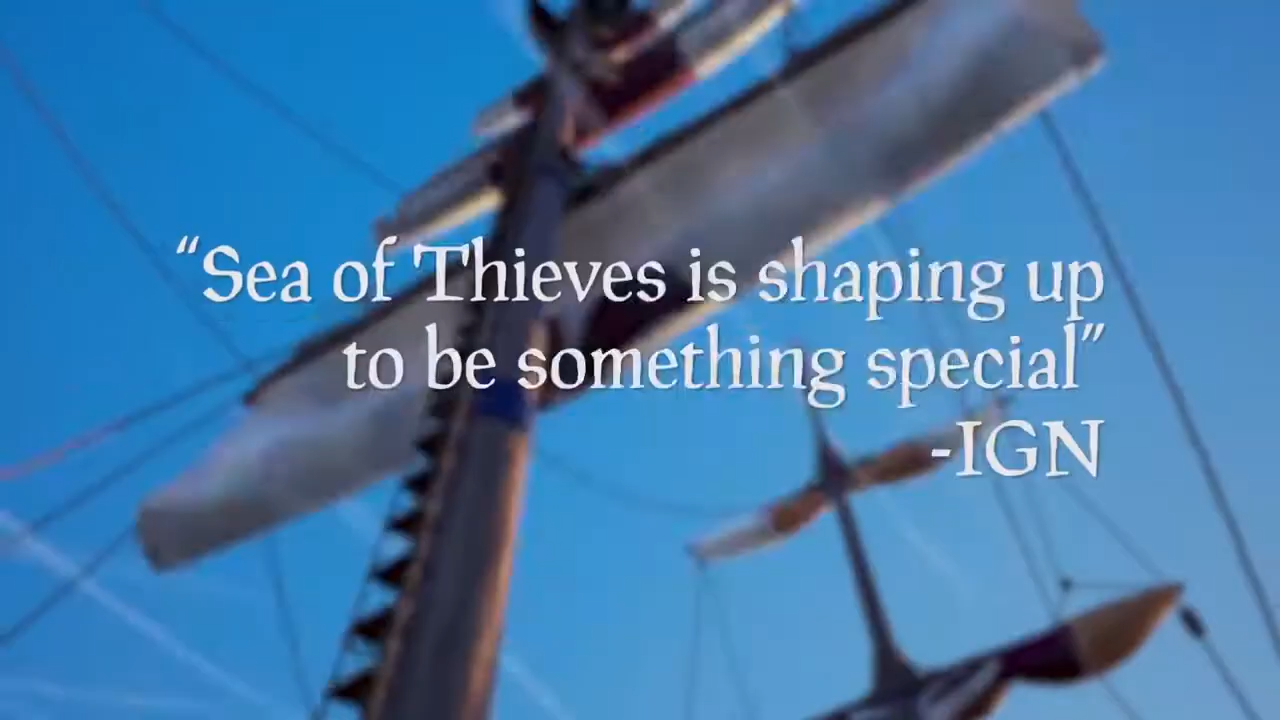 “Sea of Thieves is shaping up
to be something special”
-IGN